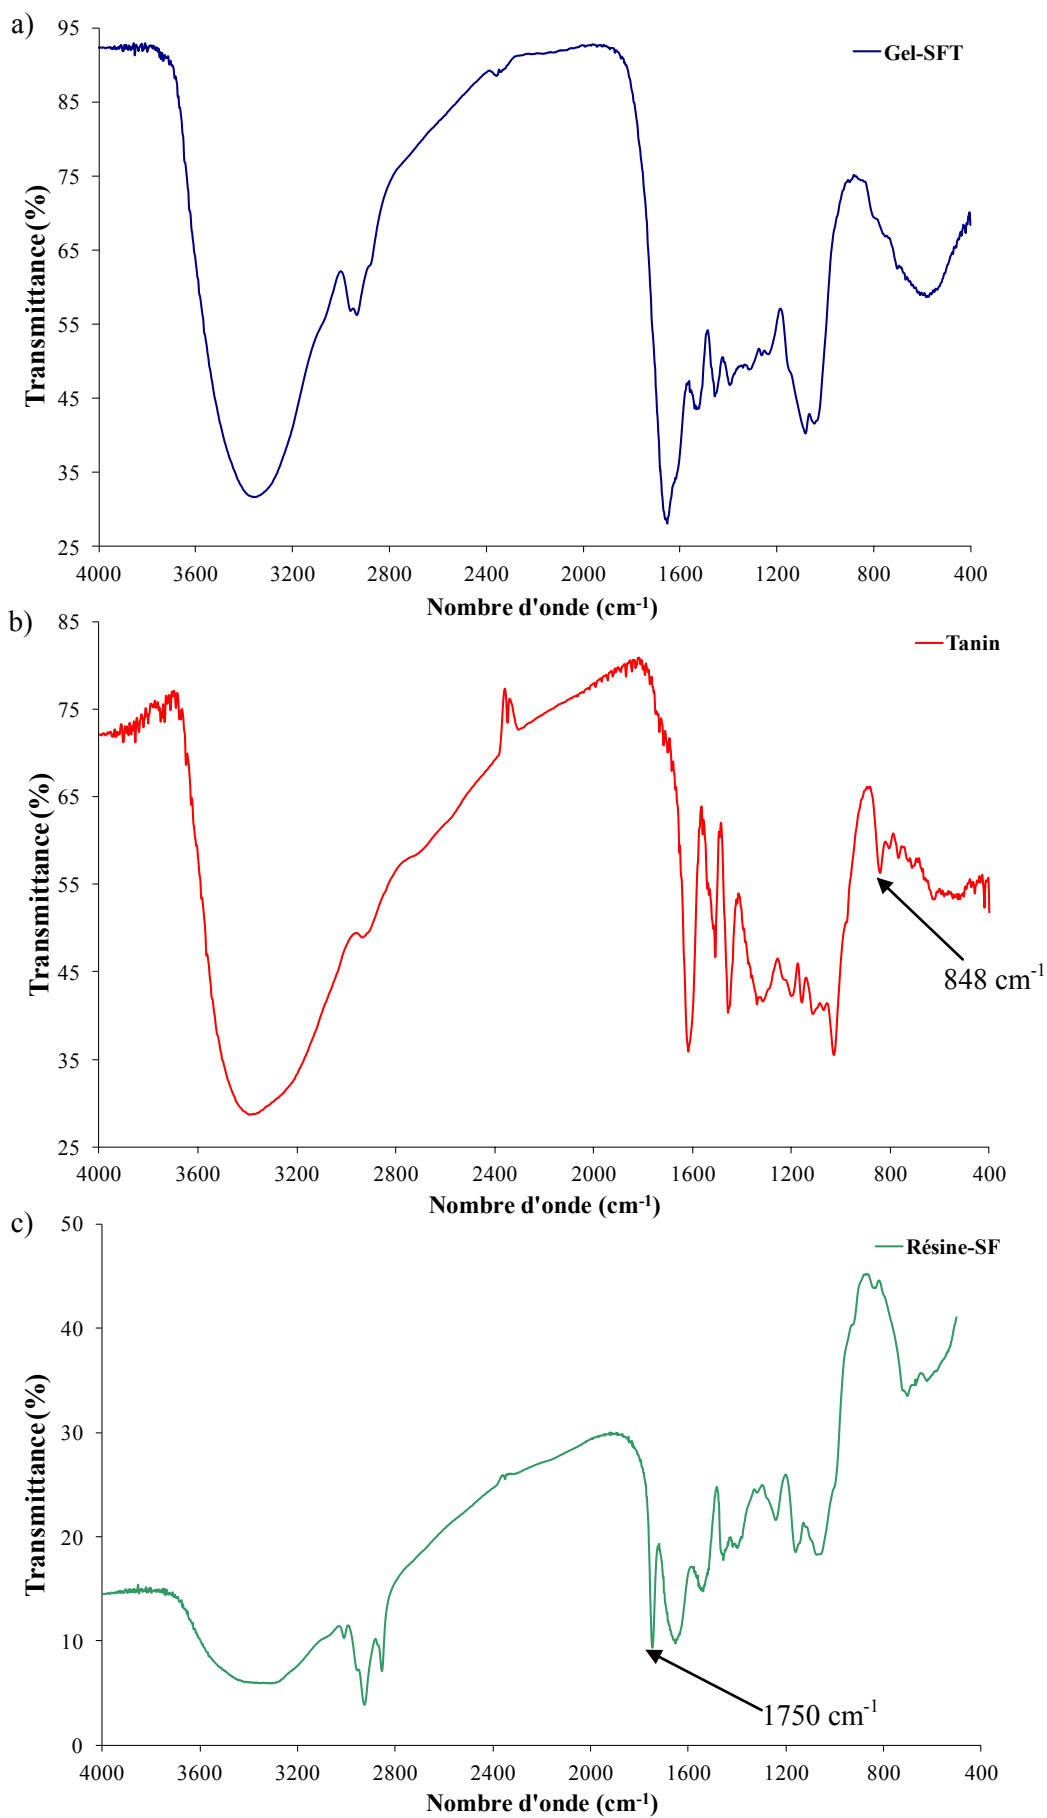 a)
Gel-SFT
Transmittance (%)
95
85
75
65
55
45
35
25
4000 3600 3200 2800 2400 2000 1600 1200 800 400
Nombre d'onde (cm-1)
b)
Tanin
Transmittance (%)
85
75
65
55
45
35
25
848 cm-1
4000 3600 3200 2800 2400 2000 1600 1200 800 400
Nombre d'onde (cm-1)
c)
Résine-SF
Transmittance (%)
50
40
30
20
10
0
1750 cm-1
4000 3600 3200 2800 2400 2000 1600 1200 800 400
Nombre d'onde (cm-1)